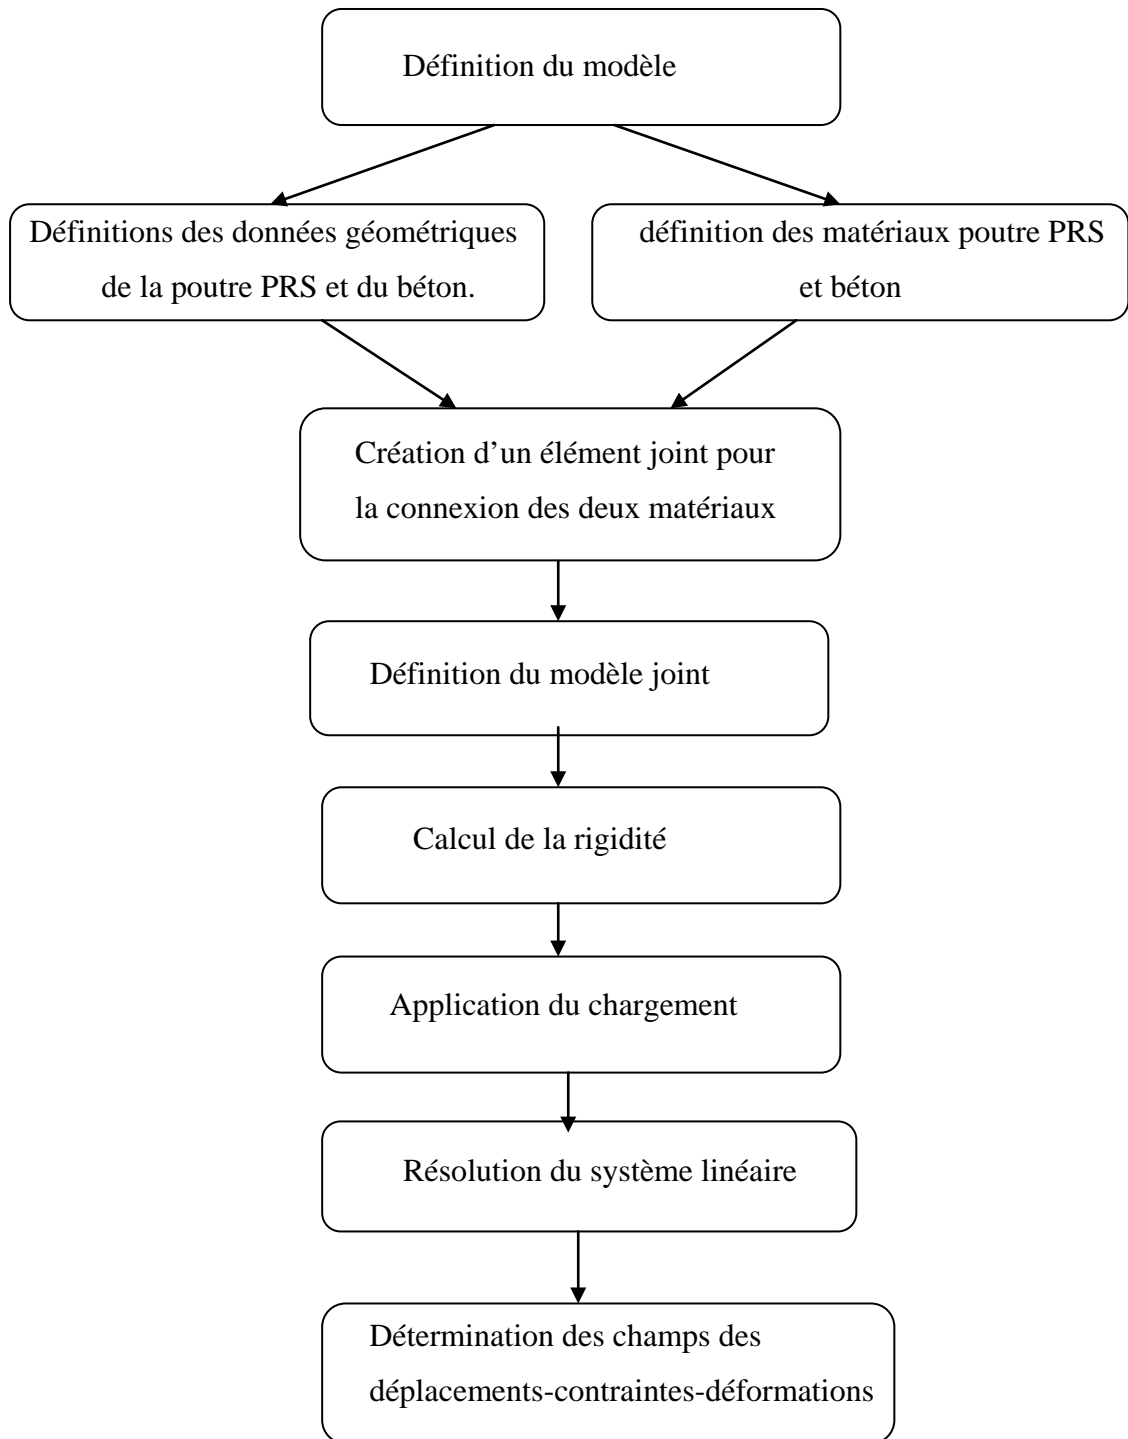 Définition du modèle
Définitions des données géométriques
de la poutre PRS et du béton.
définition des matériaux poutre PRS
et béton
Création d’un élément joint pour
la connexion des deux matériaux
Définition du modèle joint
Calcul de la rigidité
Application du chargement
Résolution du système linéaire
Détermination des champs des
déplacements-contraintes-déformations